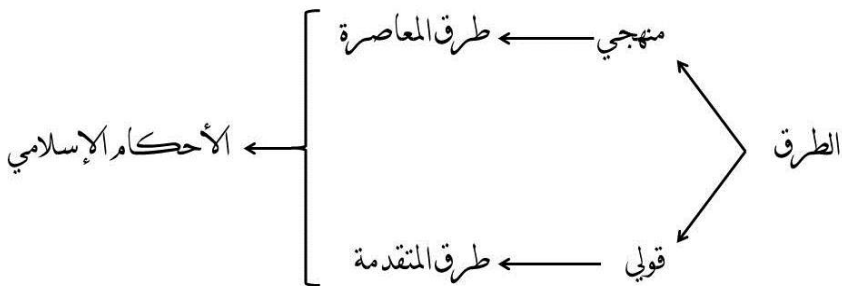 منهجي
طرق المعاصرة
الطرق
الأحكام الإسلامي
قولي
طرق المتقدمة